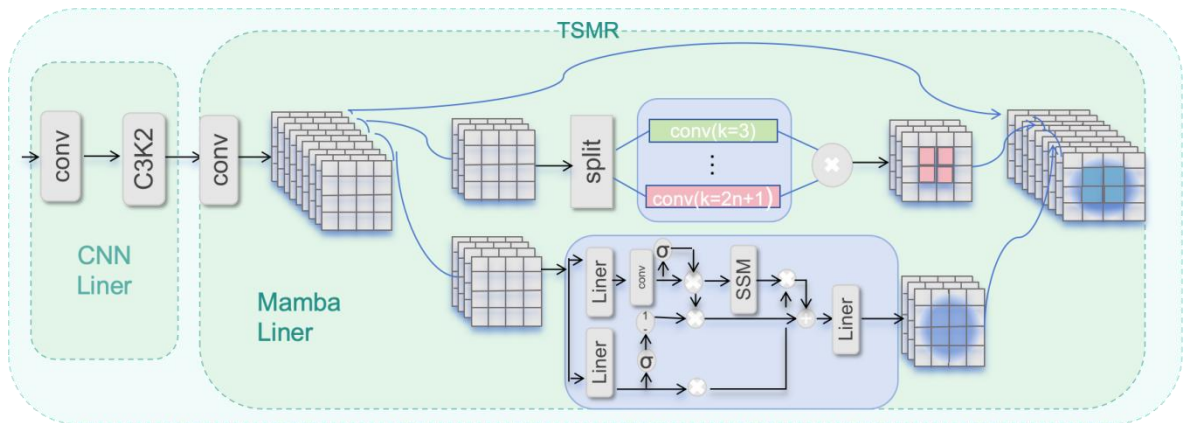 TSMR
conv
C3K2
CNN
Liner
conv
Mamba
Liner
split
conv(k=3)
⋮
conv(k=2n+1)
×
Liner
conv
σ
×
SSM
×
1
-
×
+
Liner
Liner
σ
×